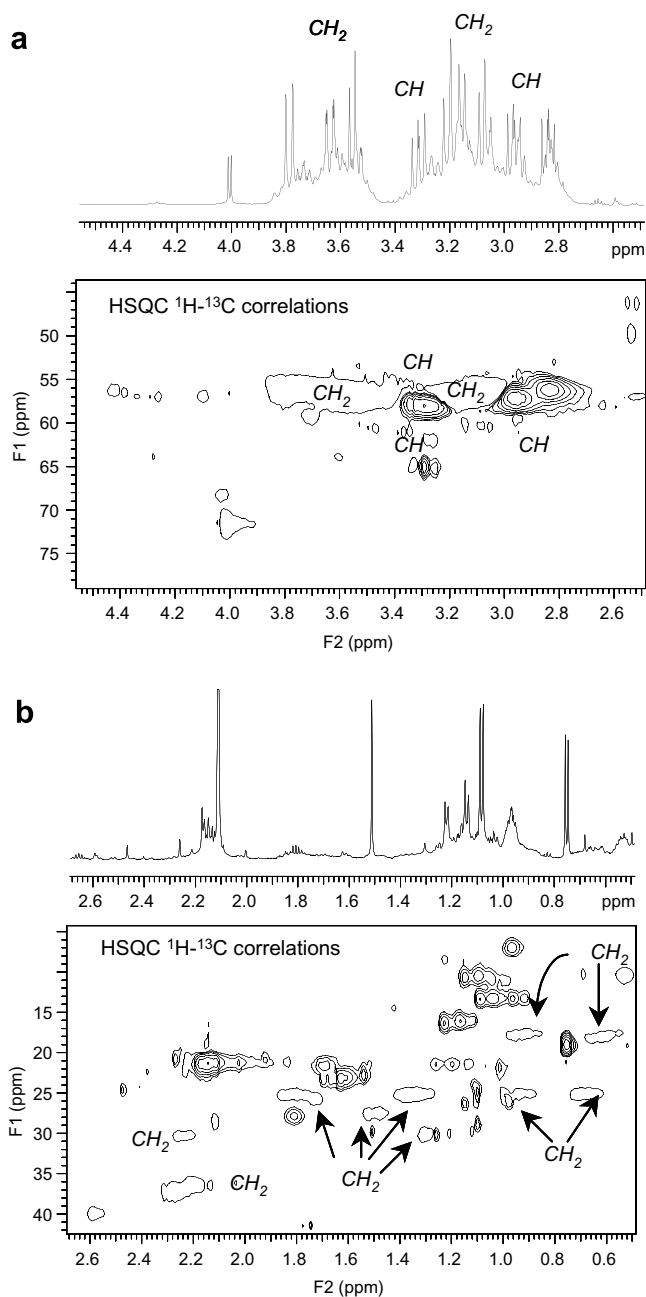 a
CH2 CH2
CH CH
4.4 4.2 4.0 3.8 3.6 3.4 3.2 3.0 2.8 ppm
HSQC 1H-13C correlations
50
55
60
65
70
75
F1 (ppm)
CH
CH2 CH2
CH CH
4.4 4.2 4.0 3.8 3.6 3.4 3.2 3.0 2.8 2.6
F2 (ppm)
b
2.6 2.4 2.2 2.0 1.8 1.6 1.4 1.2 1.0 0.8 ppm
HSQC 1H-13C correlations
15
20
25
30
35
40
F1 (ppm)
CH2
CH2
CH2
CH2
CH2
2.6 2.4 2.2 2.0 1.8 1.6 1.4 1.2 1.0 0.8 0.6
F2 (ppm)